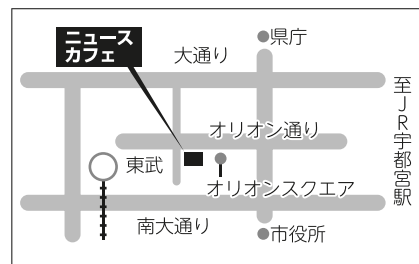 ニュース
カフェ
県庁
大通り
至JR宇都宮駅
オリオン通り
東武
オリオンスクエア
南大通り
市役所